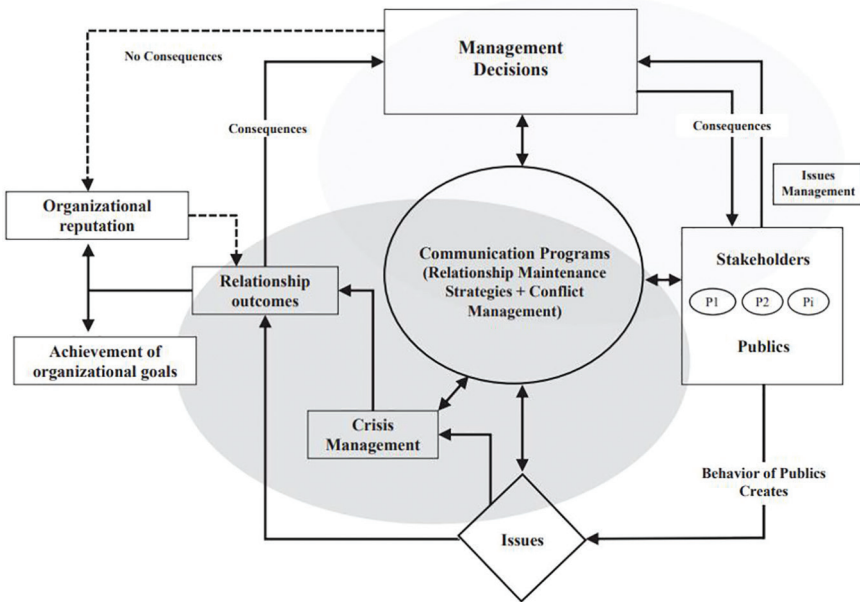 Management
Decisions
No Consequences
Consequences
Consequences
Issues
Management
Organizational
reputation
Communication Programs
(Relationship Maintenance
Strategies + Conflict
Management)
Stakeholders
P1 P2 Pi
Publics
Relationship
outcomes
Achievement of
organizational goals
Crisis
Management
Behavior of Publics
Creates
Issues